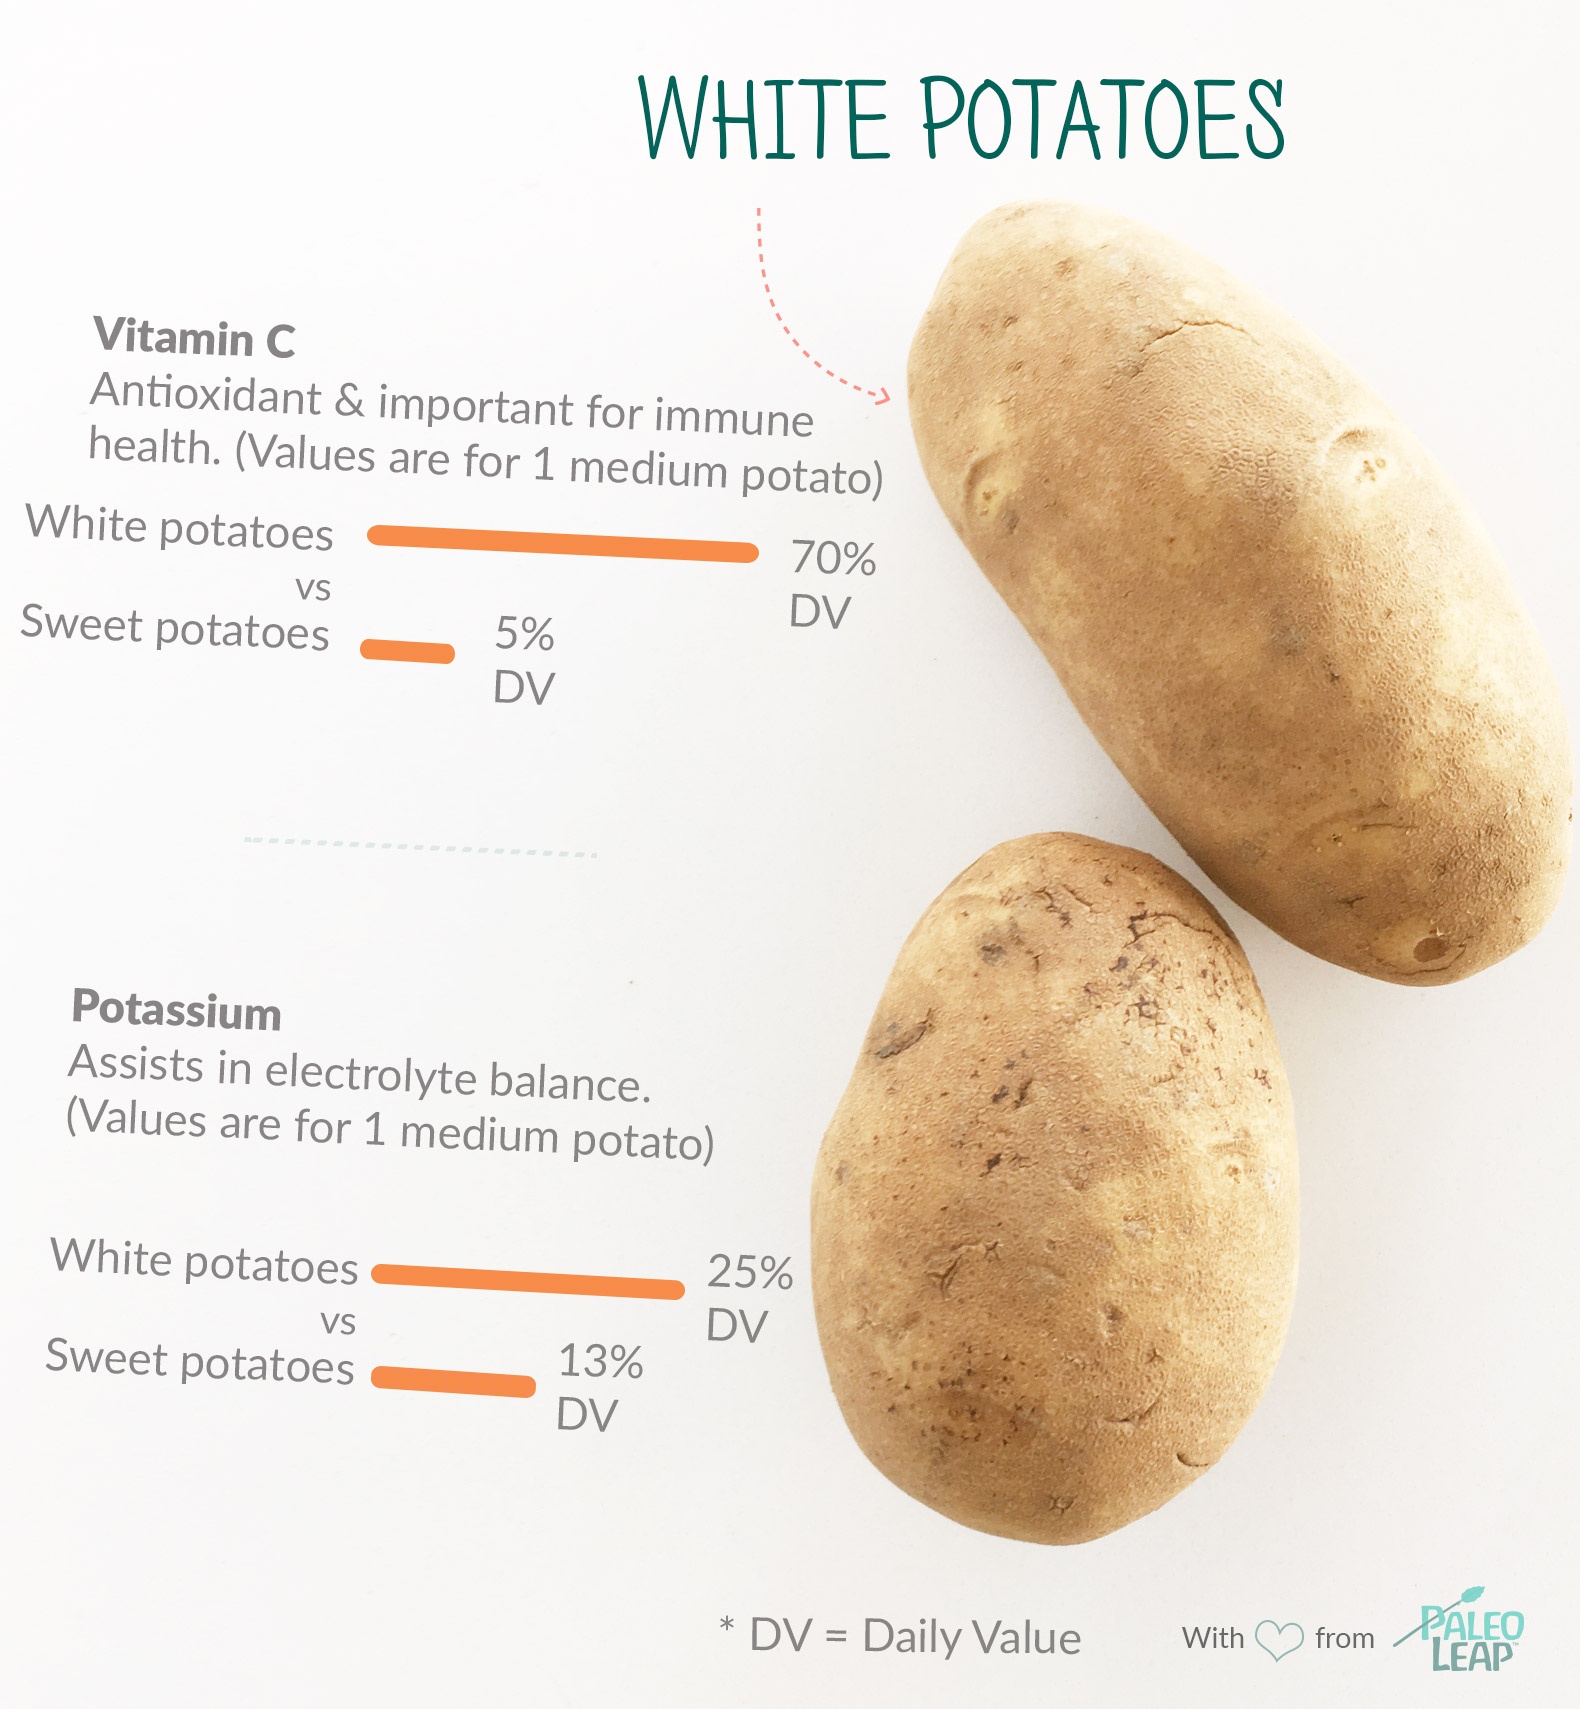 WHITE POTATOES
Vitamin C
Antioxidant & important for immune
health. (Values are for 1 medium potato)
White potatoes
70%
DV
vs
Sweet potatoes
5%
DV
Potassium
Assists in electrolyte balance.
(Values are for 1 medium potato)
White potatoes
25%
DV
vs
Sweet potatoes
13%
DV
* DV = Daily Value
With
from
PALEO
LEAP™